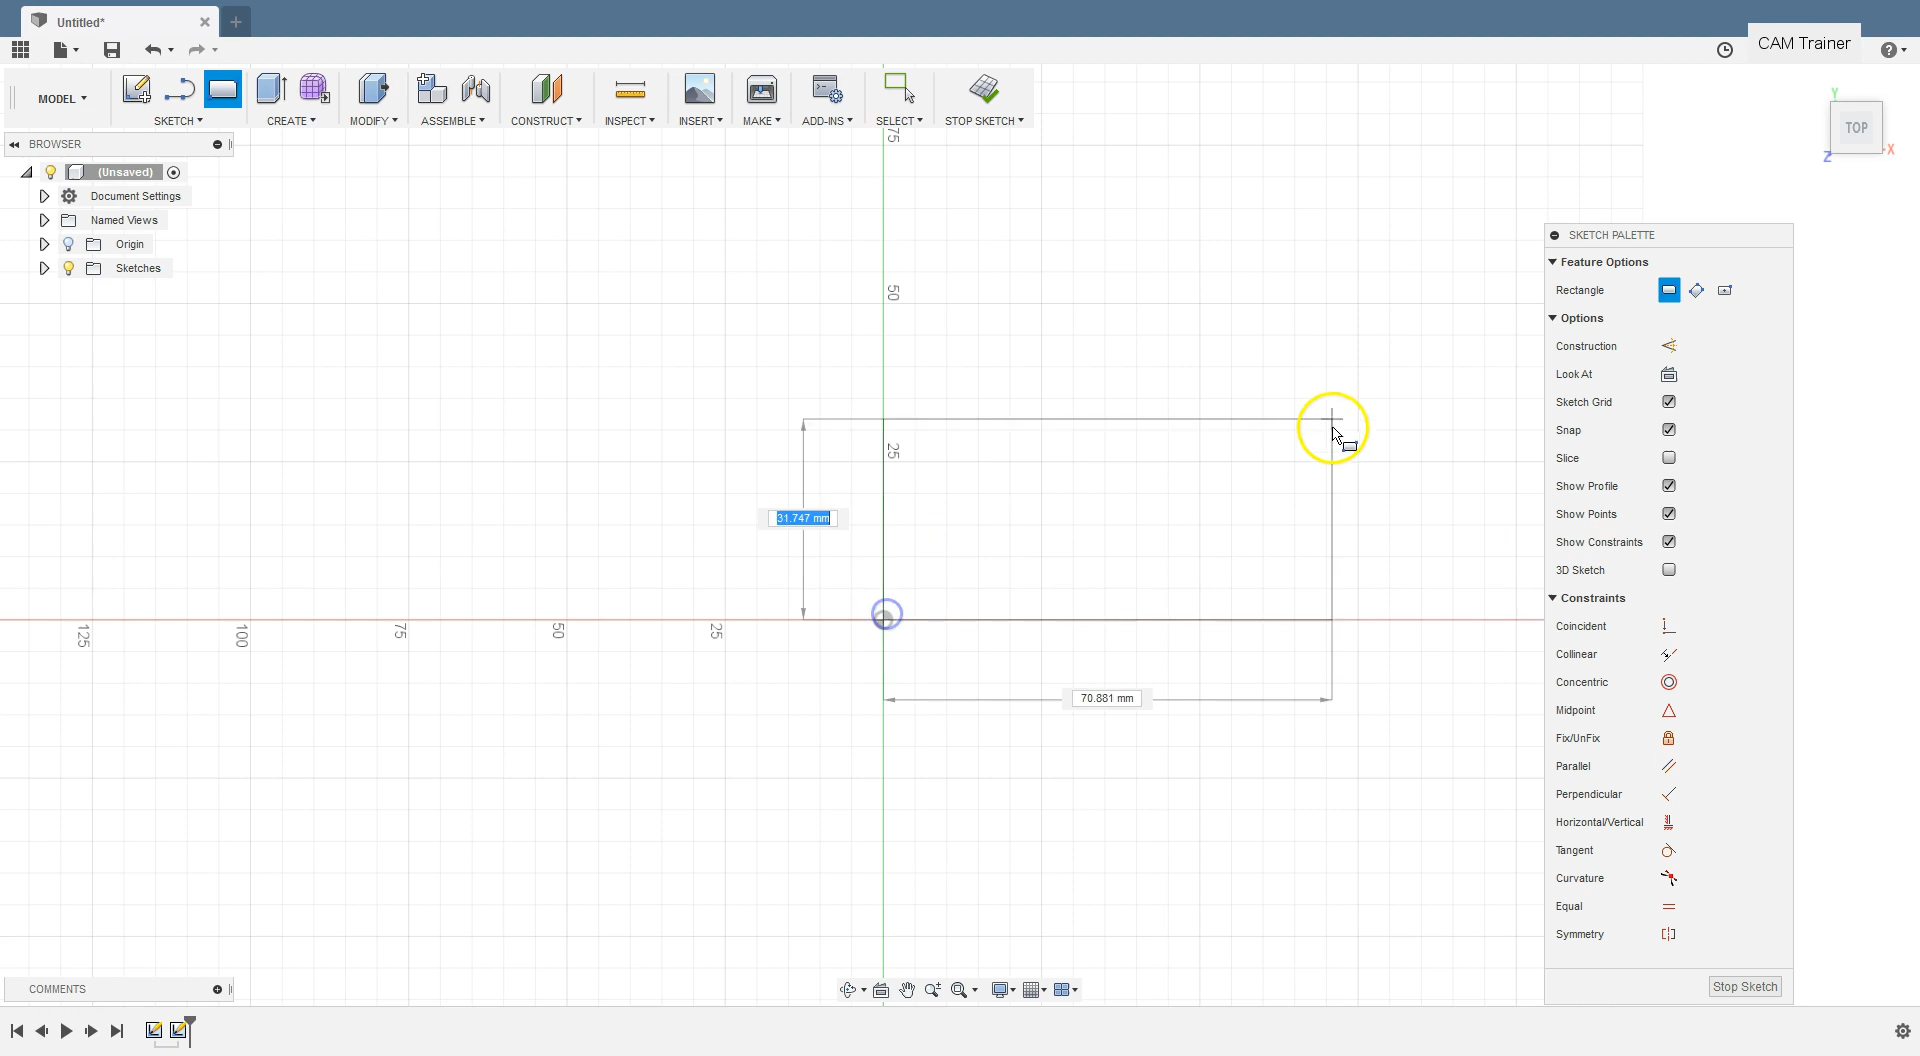 Untitled*
CAM Trainer
MODEL
SKETCH
CREATE
MODIFY
ASSEMBLE
CONSTRUCT
INSPECT
INSERT
MAKE
ADD-INS
SELECT
STOP SKETCH
BROWSER
(Unsaved)
Document Settings
Named Views
Origin
Sketches
Y
TOP
X
Z
75
50
25
125
100
75
50
25
31.747 mm
70.881 mm
SKETCH PALETTE
Feature Options
Rectangle
Options
Construction
Look At
Sketch Grid
Snap
Slice
Show Profile
Show Points
Show Constraints
3D Sketch
Constraints
Coincident
Collinear
Concentric
Midpoint
Fix/UnFix
Parallel
Perpendicular
Horizontal/Vertical
Tangent
Curvature
Equal
Symmetry
Stop Sketch
COMMENTS